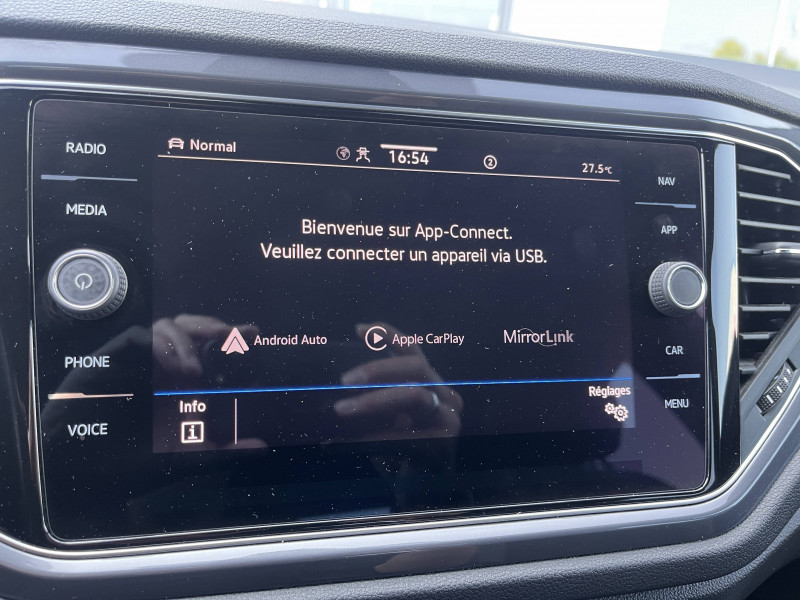 RADIO
MEDIA
PHONE
VOICE
Normal
16:54
2
27.5°C
Bienvenue sur App-Connect.
Veuillez connecter un appareil via USB.
Android Auto
Apple CarPlay
MirrorLink
Info
i
Réglages
NAV
APP
CAR
MENU